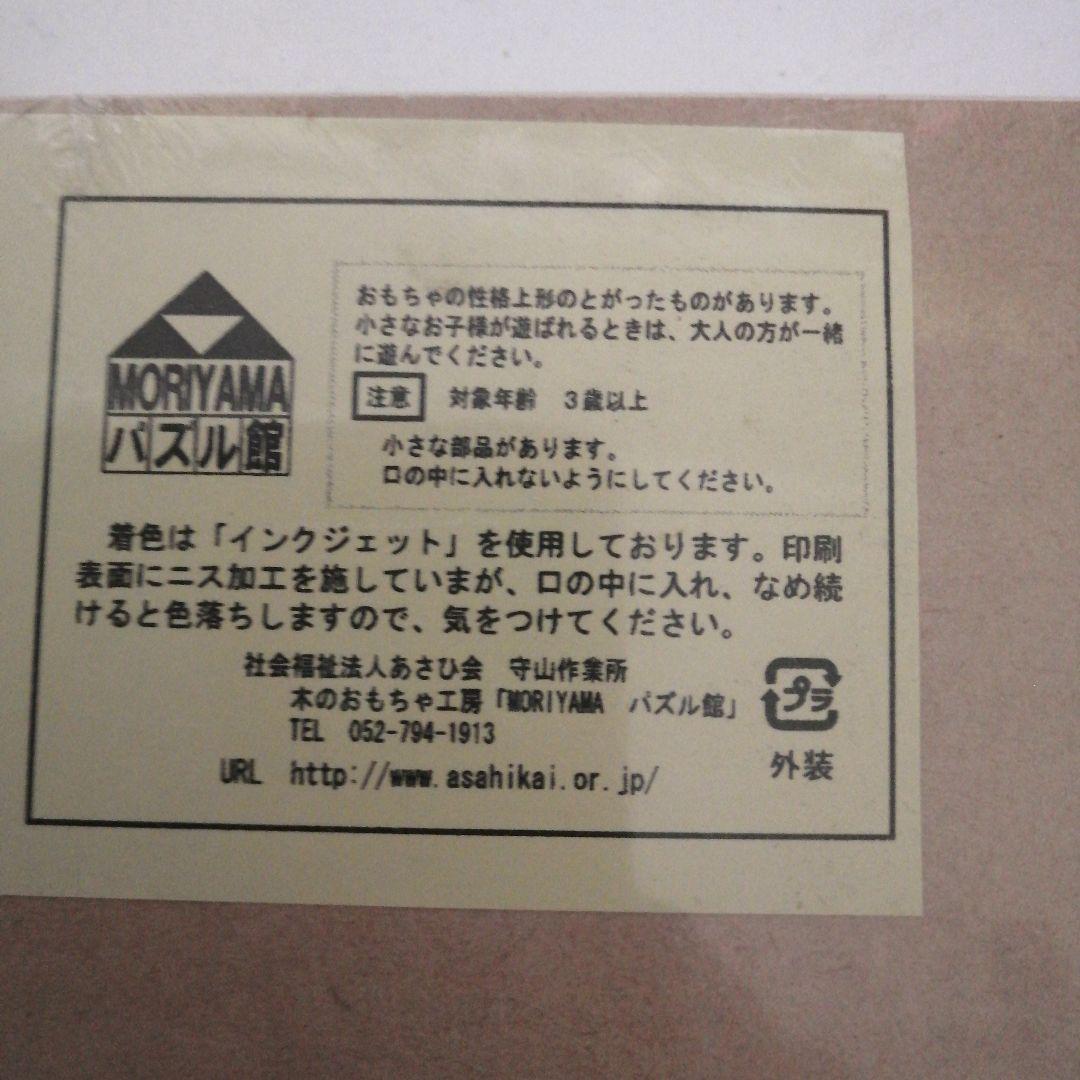 MORIYAMA
パズル館
おもちゃの性格上形のとがったものがあります。
小さなお子様が遊ばれるときは、大人の方が一緒
に遊んでください。
注意 対象年齢 3歳以上
小さな部品があります。
口の中に入れないようにしてください。
着色は「インクジェット」を使用しております。印刷
表面にニス加工を施していまが、口の中に入れ、なめ続
けると色落ちしますので、気をつけてください。
社会福祉法人あさひ会 守山作業所
木のおもちゃ工房「MORIYAMA パズル館」
TEL 052-794-1913
URL http://www.asahikai.or.jp/
プラ
外装